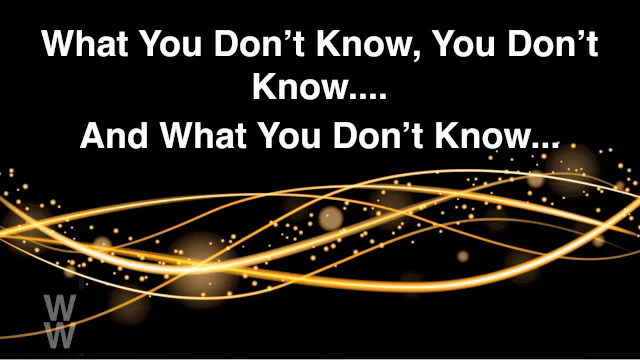 What You Don’t Know, You Don’t
Know....
And What You Don’t Know...
W
W